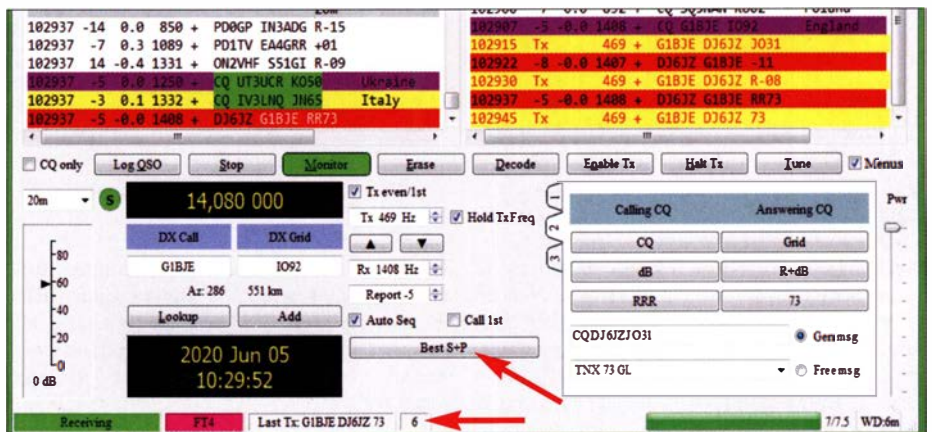 102937 -14 0.0 850 + PD0GP IN3ADG R-15
102937 -7 0.3 1089 + PD1TV EA4GRR +01
102937 14 -0.4 1331 + ON2VHF S51GI R-09
102937 -5 0.0 1250 + CQ UT3UCR KO50 Ukraine
102937 -3 0.1 1332 + CQ IV3LNQ JN65 Italy
102937 -5 -0.0 1408 + DJ6JZ G1BJE RR73
102907 -5 -0.0 1408 + CQ G1BJE IO92 England
102915 Tx 469 + G1BJE DJ6JZ JO31
102922 -8 -0.0 1407 + DJ6JZ G1BJE -11
102930 Tx 469 + G1BJE DJ6JZ R-08
102937 -5 -0.0 1408 + DJ6JZ G1BJE RR73
102945 Tx 469 + G1BJE DJ6JZ 73
CQ only Log QSO Stop Monitor Erase Decode Enable Tx Halt Tx Tune Menus
20m S 14,080 000
Tx even/1st
Tx 469 Hz Hold Tx Freq
DX Call DX Grid
G1BJE IO92
Rx 1408 Hz
Az: 286 551 km
Report -5
Lookup Add
Auto Seq Call 1st
Best S+P
2020 Jun 05
10:29:52
-80
-60
-40
-20
-0
0 dB
1
2
3
Calling CQ Answering CQ
CQ Grid
dB R+dB
RRR 73
CQDJ6JZJO31 Gen msg
TNX 73 GL Free msg
Pwr
Receiving FT4 Last Tx: G1BJE DJ6JZ 73 6 7/7.5 WD:6m